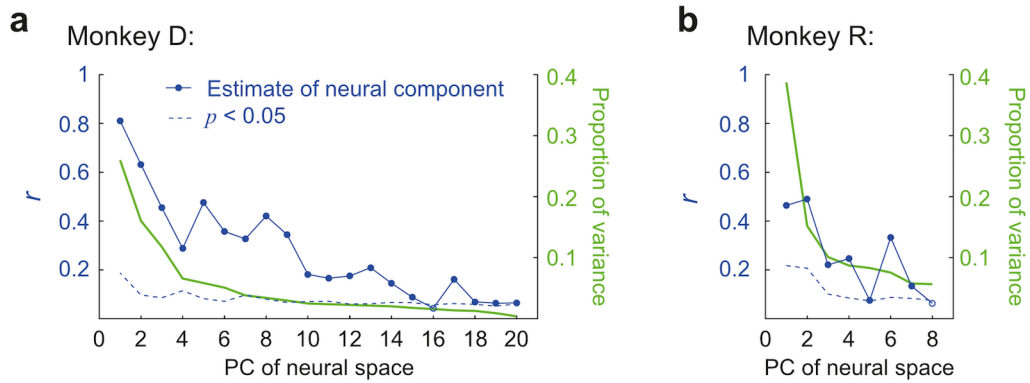 a
Monkey D:
1
0.8
0.6
0.4
0.2
r
Estimate of neural component
p < 0.05
0.4
0.3
0.2
0.1
Proportion of variance
0 2 4 6 8 10 12 14 16 18 20
PC of neural space
b
Monkey R:
1
0.8
0.6
0.4
0.2
r
0.4
0.3
0.2
0.1
Proportion of variance
0 2 4 6 8
PC of neural space